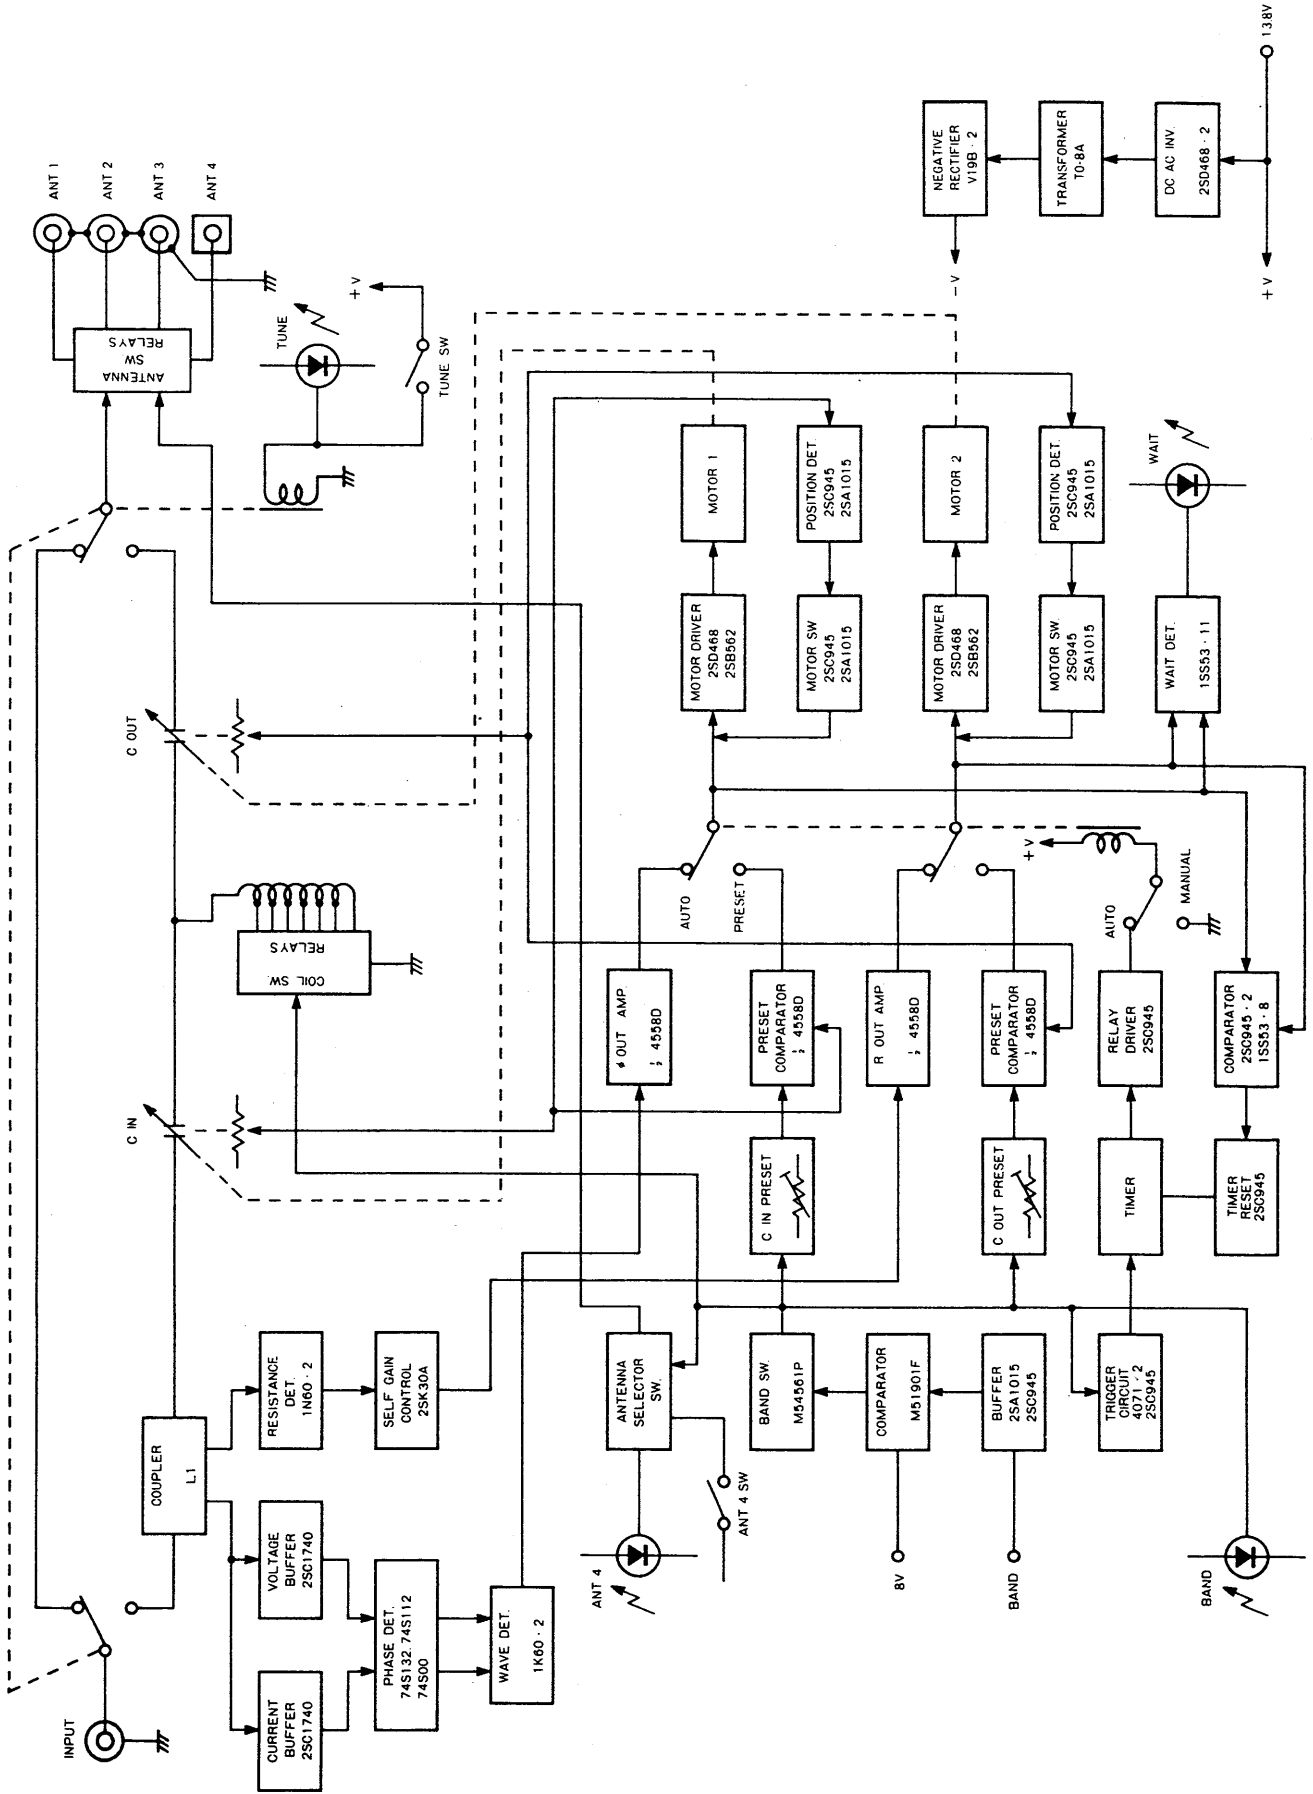 INPUT
CURRENT
BUFFER
2SC1740
VOLTAGE
BUFFER
2SC1740
COUPLER
L1
RESISTANCE
DET.
1N60 · 2
SELF GAIN
CONTROL
2SK30A
PHASE DET.
74S132. 74S112
74S00
WAVE DET.
1K60 · 2
C IN
C OUT
COIL SW.
RELAYS
ANTENNA
SW.
RELAYS
ANT 1
ANT 2
ANT 3
ANT 4
TUNE
+ V
TUNE SW
ANT 4
ANT 4 SW
ANTENNA
SELECTOR
SW.
BAND SW.
M54561P
8V
COMPARATOR
M51901F
BAND
BUFFER
2SA1015
2SC945
TRIGGER
CIRCUIT
4071 · 2
2SC945
BAND
C IN PRESET
C OUT PRESET
TIMER
TIMER
RESET
2SC945
ϕ OUT AMP.
½ 4558D
PRESET
COMPARATOR
½ 4558D
R OUT AMP.
½ 4558D
PRESET
COMPARATOR
½ 4558D
RELAY
DRIVER
2SC945
COMPARATOR
2SC945 · 2
1SS53 · 8
AUTO
PRESET
+ V
AUTO
MANUAL
MOTOR DRIVER
2SD468
2SB562
MOTOR SW
2SC945
2SA1015
MOTOR DRIVER
2SD468
2SB562
MOTOR SW.
2SC945
2SA1015
WAIT DET.
1SS53 · 11
MOTOR 1
POSITION DET.
2SC945
2SA1015
MOTOR 2
POSITION DET.
2SC945
2SA1015
WAIT
- V
+ V
NEGATIVE
RECTIFIER
V19B · 2
TRANSFORMER
TO-8A
DC AC INV.
2SD468 · 2
13.8V